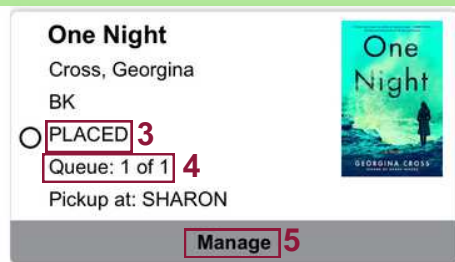 One Night
Cross, Georgina
BK
PLACED 3
Queue: 1 of 1 4
Pickup at: SHARON
Manage 5
One
Night
GEORGINA CROSS